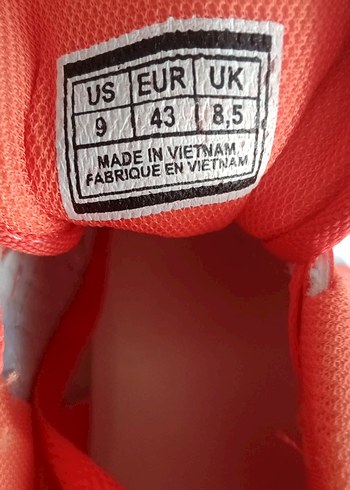 US EUR UK
9 43 8,5
MADE IN VIETNAM
FABRIQUE EN VIETNAM